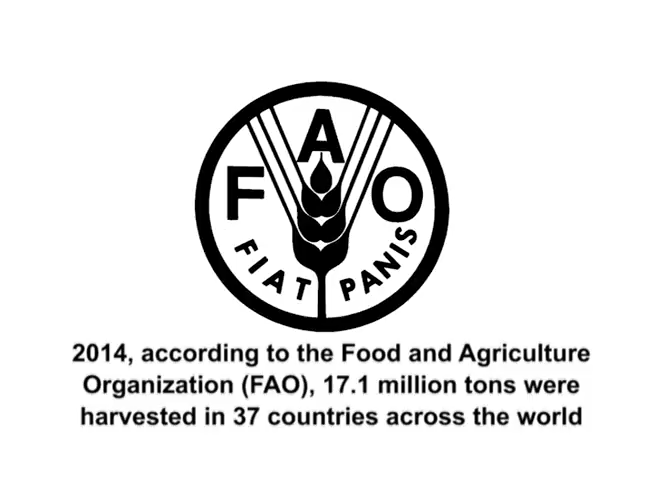 F A O
FIAT PANIS
2014, according to the Food and Agriculture
Organization (FAO), 17.1 million tons were
harvested in 37 countries across the world